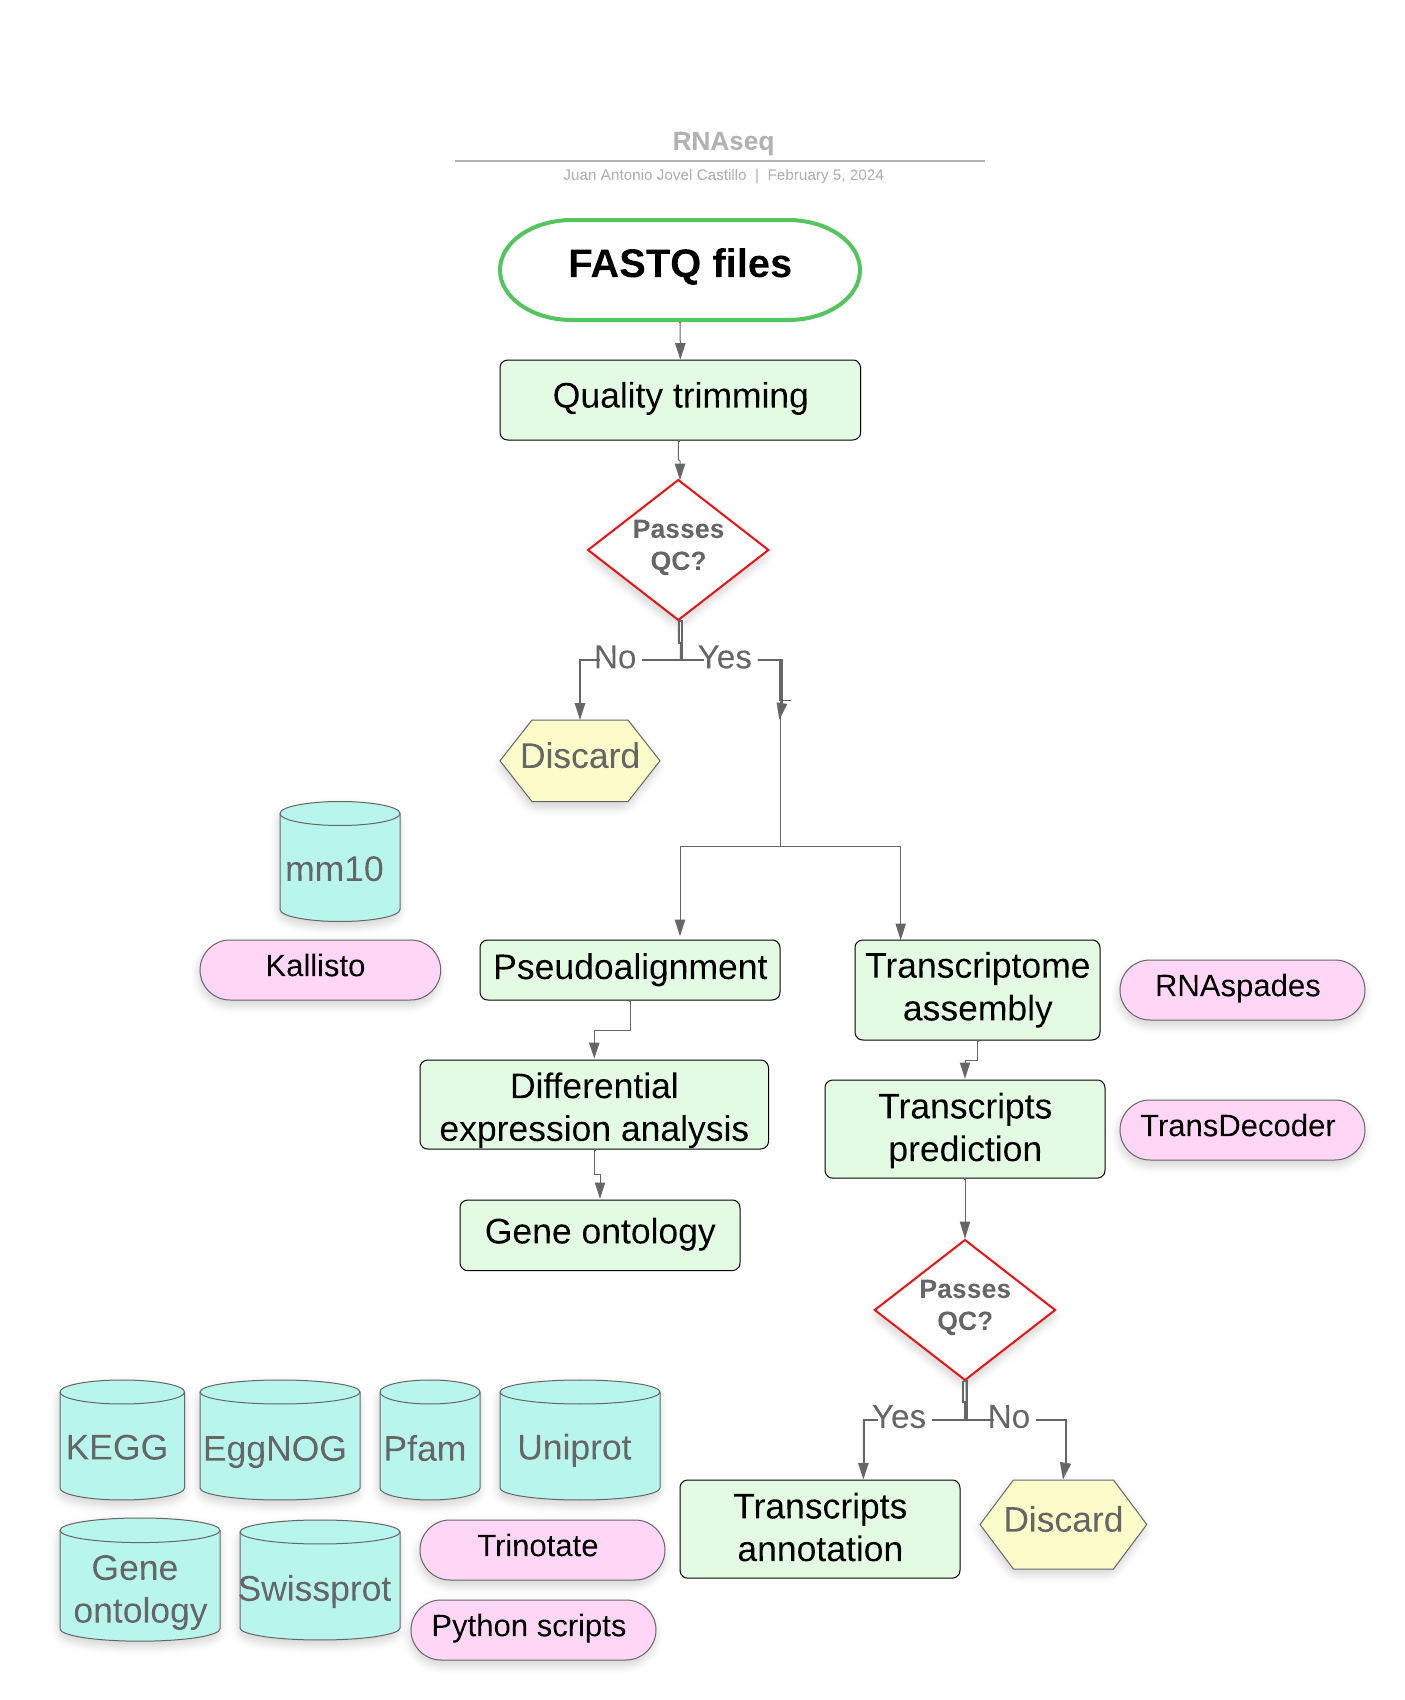 RNAseq
Juan Antonio Jovel Castillo | February 5, 2024
FASTQ files
Quality trimming
Passes
QC?
No
Yes
Discard
mm10
Kallisto
Pseudoalignment
Transcriptome
assembly
RNAspades
Differential
expression analysis
Transcripts
prediction
TransDecoder
Gene ontology
Passes
QC?
Yes
No
KEGG
EggNOG
Pfam
Uniprot
Transcripts
annotation
Discard
Gene
ontology
Swissprot
Trinotate
Python scripts